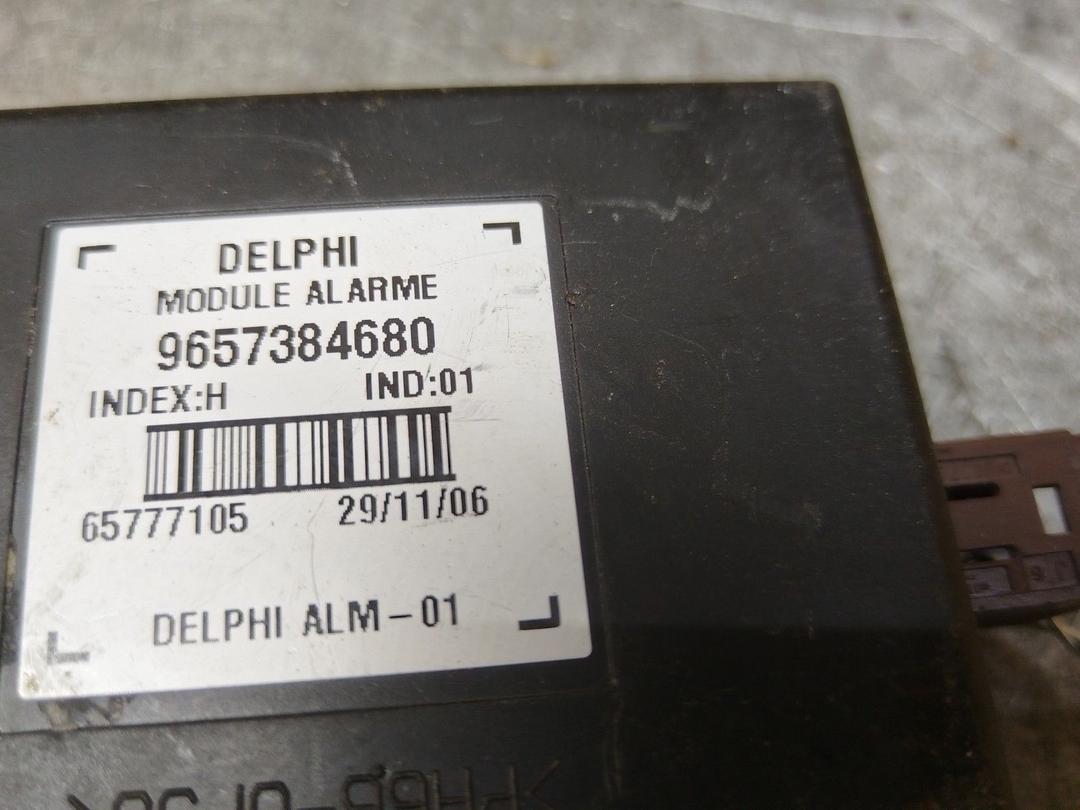 DELPHI
MODULE ALARME
9657384680
INDEX:H IND:01
65777105 29/11/06
DELPHI ALM-01